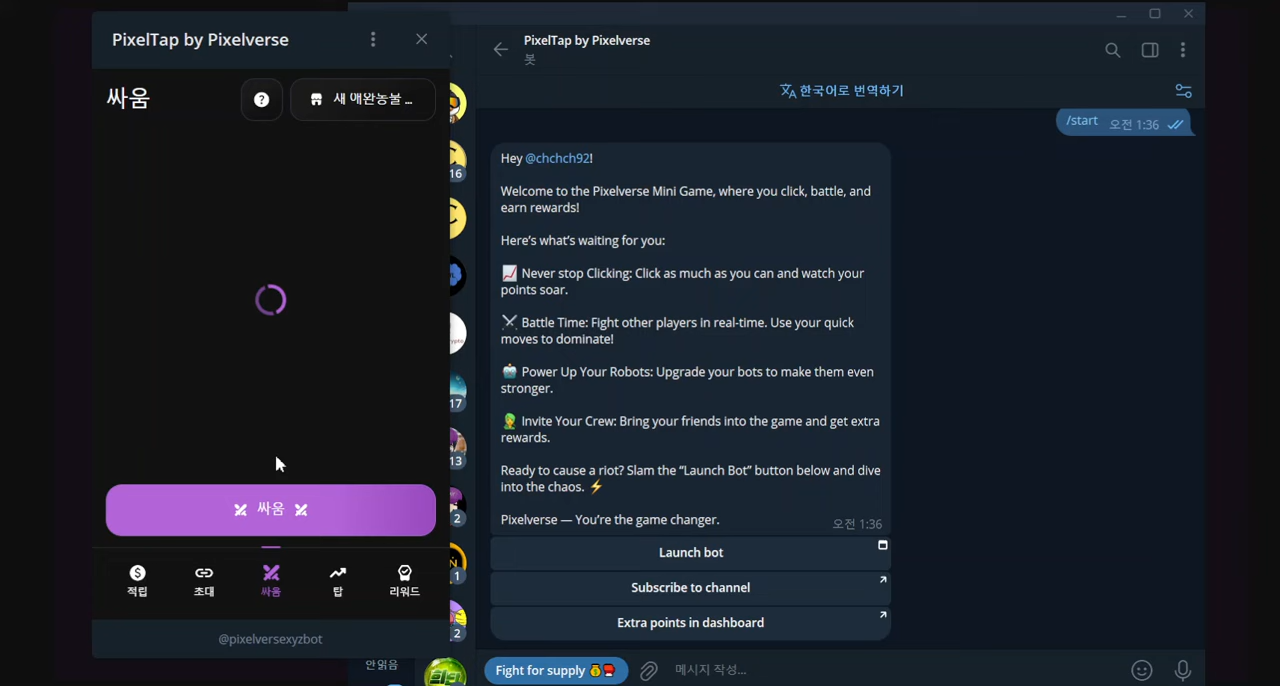 PixelTap by Pixelverse
싸움
새 애완동물 ...
싸움
적립
초대
싸움
탑
리워드
@pixelversexyzbot
16
17
13
2
1
2
안읽음
PixelTap by Pixelverse
봇
한국어로 번역하기
/start 오전 1:36
Hey @chchch92!
Welcome to the Pixelverse Mini Game, where you click, battle, and
earn rewards!
Here's what's waiting for you:
📈 Never stop Clicking: Click as much as you can and watch your
points soar.
⚔ Battle Time: Fight other players in real-time. Use your quick
moves to dominate!
🤖 Power Up Your Robots: Upgrade your bots to make them even
stronger.
🧟 Invite Your Crew: Bring your friends into the game and get extra
rewards.
Ready to cause a riot? Slam the “Launch Bot” button below and dive
into the chaos. ⚡
Pixelverse — You're the game changer.
오전 1:36
Launch bot
Subscribe to channel
Extra points in dashboard
Fight for supply 💰🥊
메시지 작성...